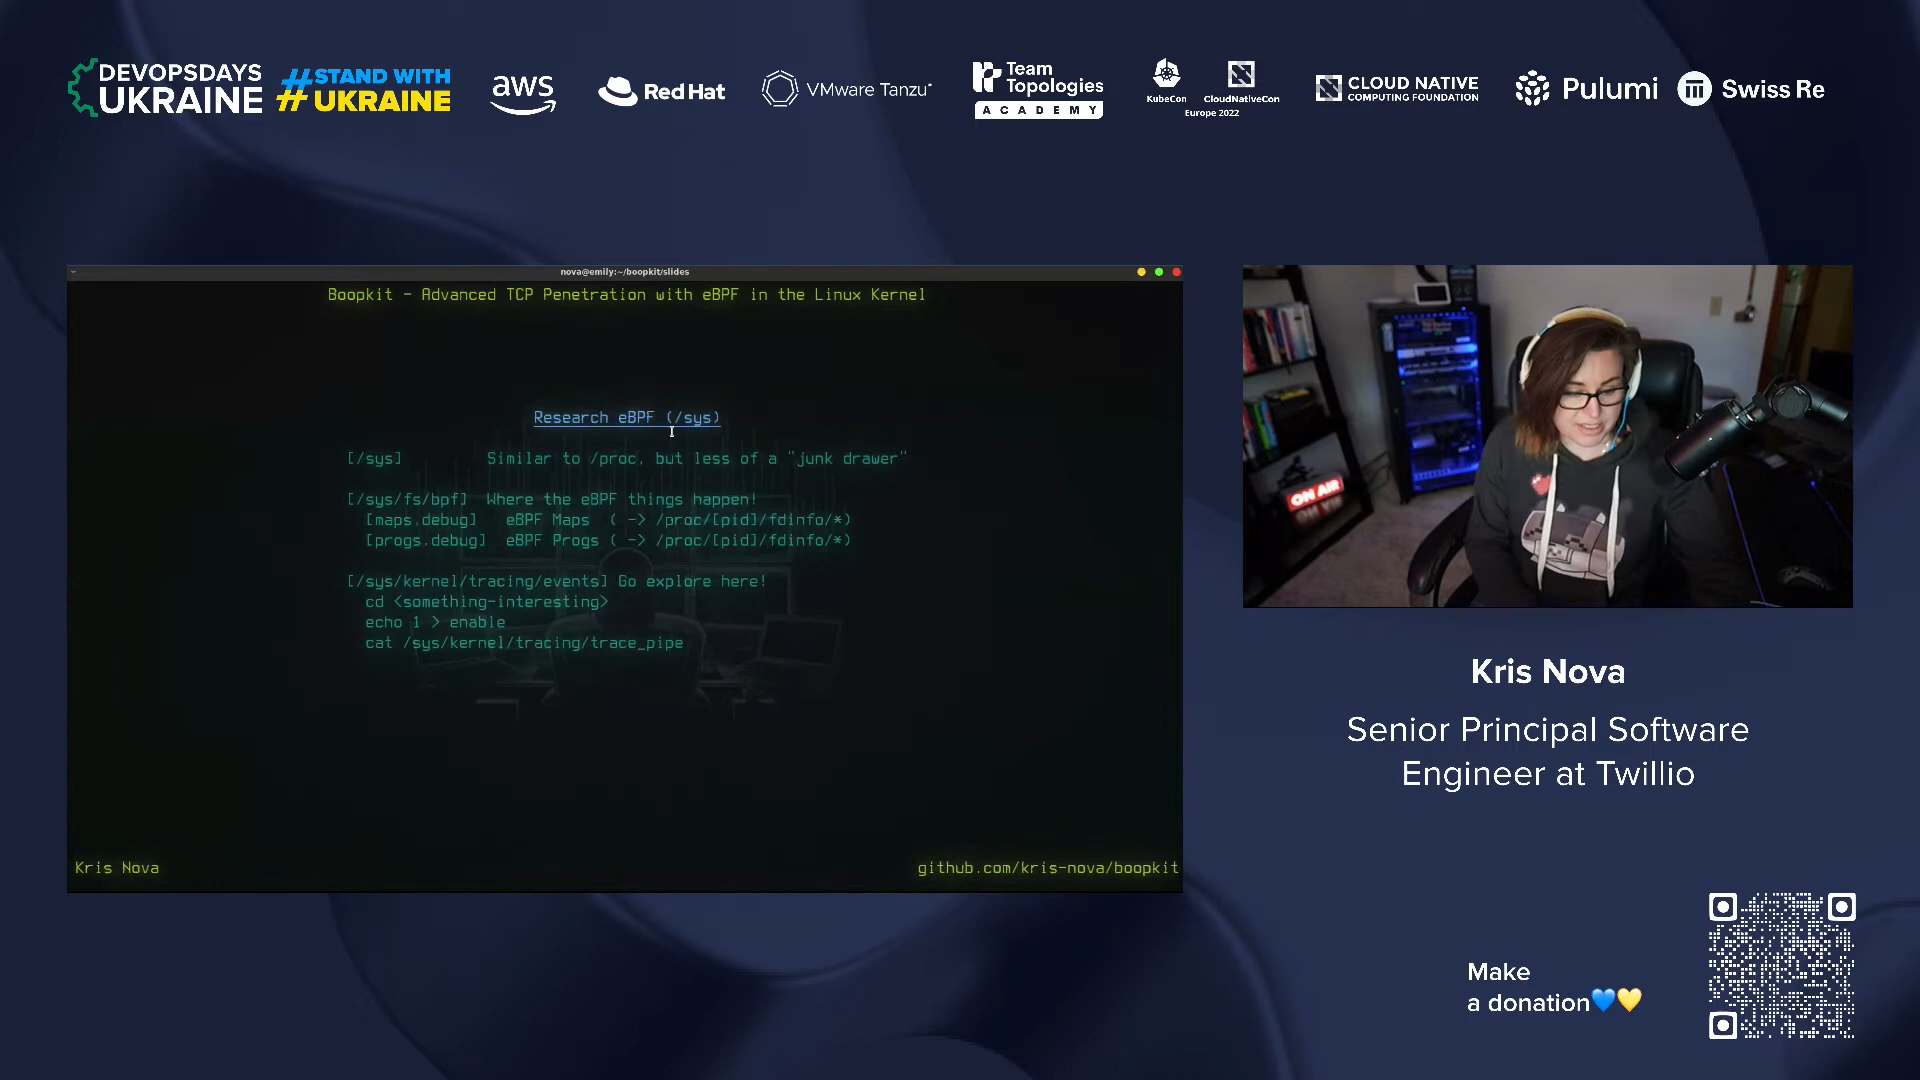 DEVOPSDAYS
UKRAINE
#STAND WITH
UKRAINE
aws
Red Hat
VMware Tanzu
Team
Topologies
ACADEMY
KubeCon
CloudNativeCon
Europe 2022
CLOUD NATIVE
COMPUTING FOUNDATION
Pulumi
Swiss Re
nova@emily:~/boopkit/slides
Boopkit - Advanced TCP Penetration with eBPF in the Linux Kernel
Research eBPF (/sys)
[/sys] Similar to /proc, but less of a "junk drawer"
[/sys/fs/bpf] Where the eBPF things happen!
[maps.debug] eBPF Maps ( -> /proc/[pid]/fdinfo/*)
[progs.debug] eBPF Progs ( -> /proc/[pid]/fdinfo/*)
[/sys/kernel/tracing/events] Go explore here!
cd <something-interesting>
echo 1 > enable
cat /sys/kernel/tracing/trace_pipe
Kris Nova
github.com/kris-nova/boopkit
ON AIR
Kris Nova
Senior Principal Software
Engineer at Twillio
Make
a donation💙💛